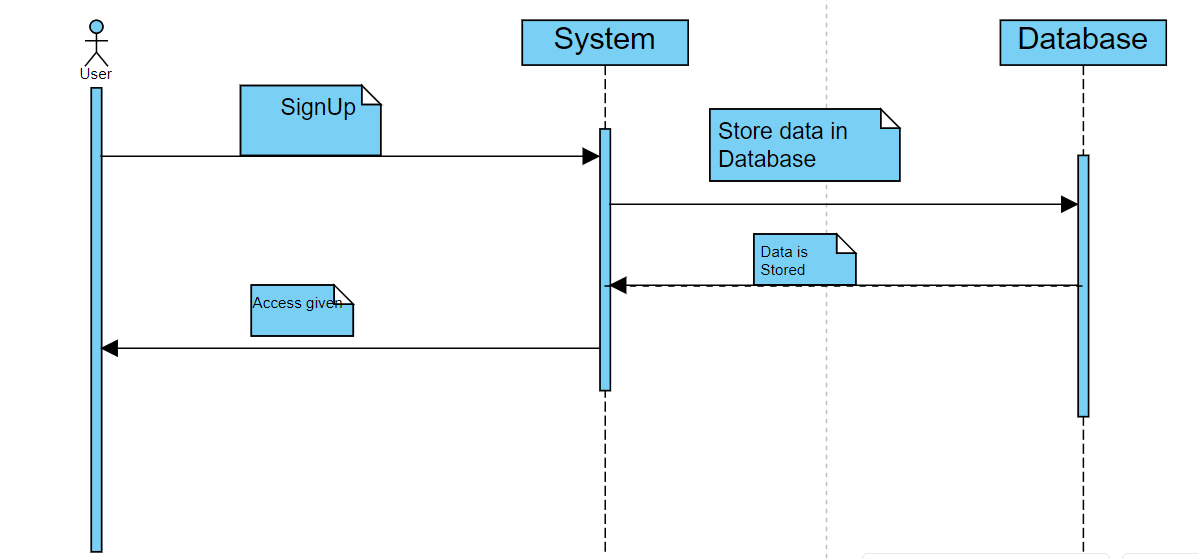 User
System
Database
SignUp
Store data in
Database
Data is
Stored
Access given